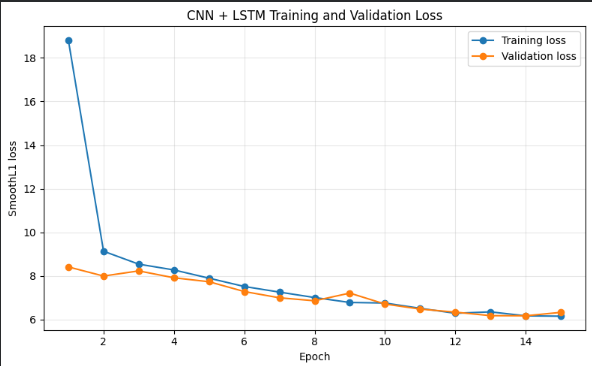 CNN + LSTM Training and Validation Loss
Training loss
Validation loss
18
16
14
12
10
8
6
SmoothL1 loss
2 4 6 8 10 12 14
Epoch